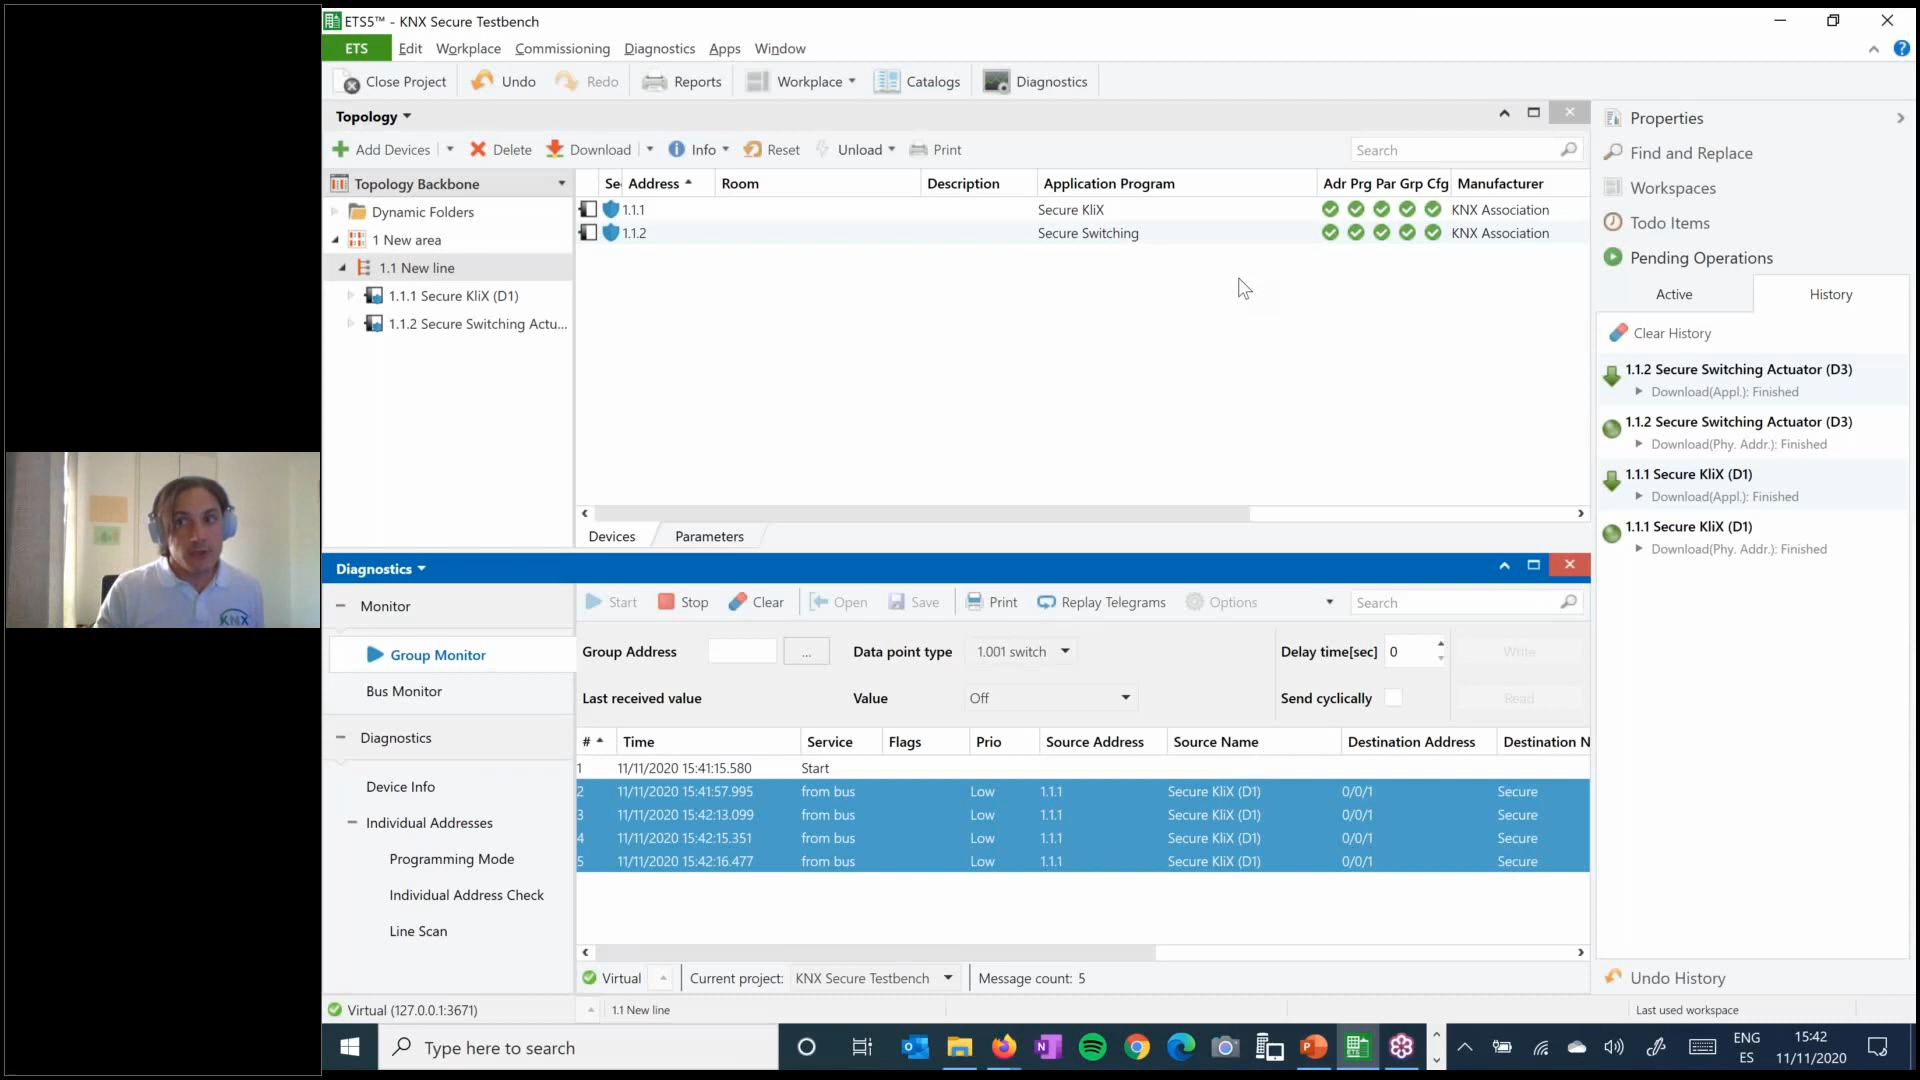 ETS5™ - KNX Secure Testbench
ETS Edit Workplace Commissioning Diagnostics Apps Window
Close Project Undo Redo Reports Workplace Catalogs Diagnostics
Topology
Add Devices Delete Download Info Reset Unload Print Search
Topology Backbone
Dynamic Folders
1 New area
1.1 New line
1.1.1 Secure KliX (D1)
1.1.2 Secure Switching Actu...
Se Address Room Description Application Program Adr Prg Par Grp Cfg Manufacturer
1.1.1 Secure KliX KNX Association
1.1.2 Secure Switching KNX Association
Devices Parameters
Properties
Find and Replace
Workspaces
Todo Items
Pending Operations
Active History
Clear History
1.1.2 Secure Switching Actuator (D3)
Download(Appl.): Finished
1.1.2 Secure Switching Actuator (D3)
Download(Phy. Addr.): Finished
1.1.1 Secure KliX (D1)
Download(Appl.): Finished
1.1.1 Secure KliX (D1)
Download(Phy. Addr.): Finished
Undo History
Last used workspace
KNX
Diagnostics
Monitor
Group Monitor
Bus Monitor
Diagnostics
Device Info
Individual Addresses
Programming Mode
Individual Address Check
Line Scan
Start Stop Clear Open Save Print Replay Telegrams Options Search
Group Address ... Data point type 1.001 switch Delay time[sec] 0 Write
Last received value Value Off Send cyclically Read
# Time Service Flags Prio Source Address Source Name Destination Address Destination N
1 11/11/2020 15:41:15.580 Start
2 11/11/2020 15:41:57.995 from bus Low 1.1.1 Secure KliX (D1) 0/0/1 Secure
3 11/11/2020 15:42:13.099 from bus Low 1.1.1 Secure KliX (D1) 0/0/1 Secure
4 11/11/2020 15:42:15.351 from bus Low 1.1.1 Secure KliX (D1) 0/0/1 Secure
5 11/11/2020 15:42:16.477 from bus Low 1.1.1 Secure KliX (D1) 0/0/1 Secure
Virtual Current project: KNX Secure Testbench Message count: 5
Virtual (127.0.0.1:3671) 1.1 New line
Type here to search
ENG
ES
15:42
11/11/2020